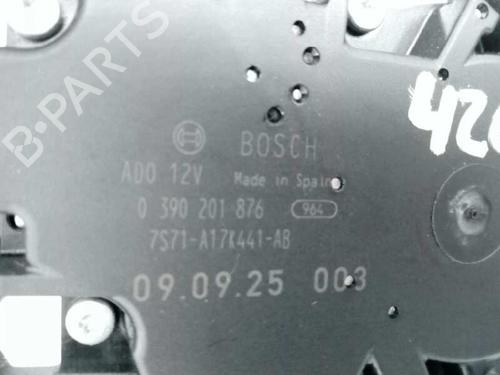 BOSCH
ADO 12V Made in Spain
0 390 201 876 964
7S71-A17K441-AB
09.09.25 003
B-PARTS